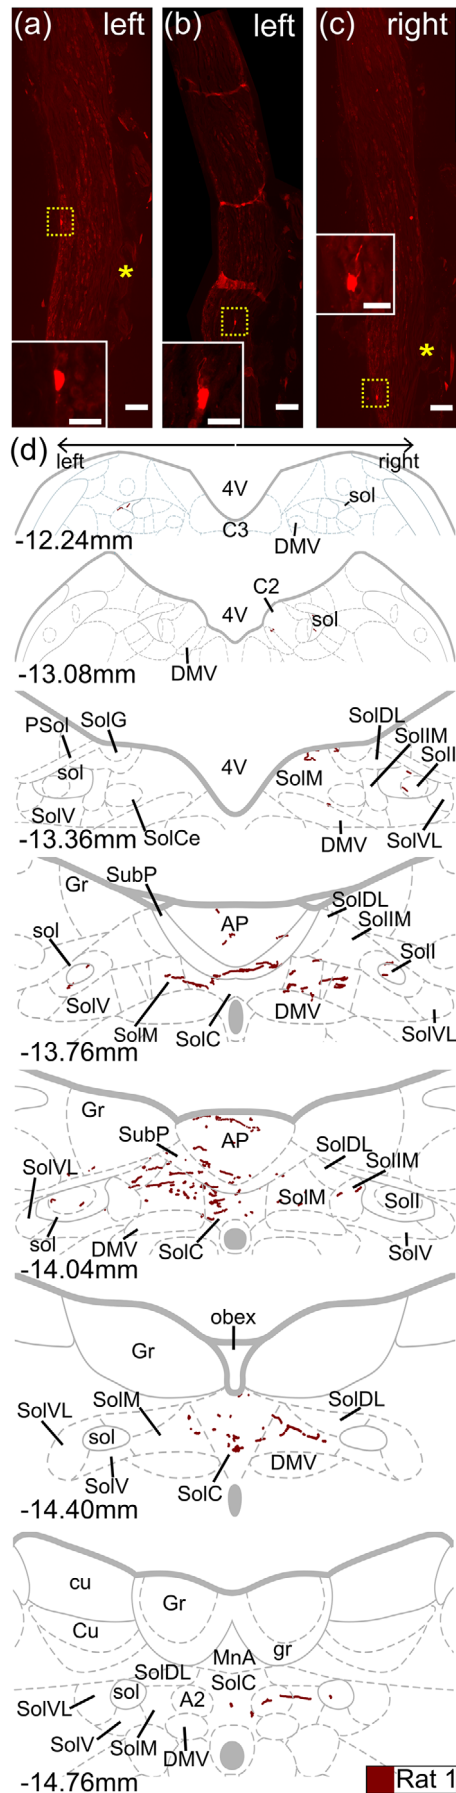 (a) left
(b) left
(c) right
*
*
(d)
left right
4V
sol
C3
DMV
-12.24mm
C2
4V
sol
DMV
-13.08mm
PSol SolG
SolDL
SolIM
sol
SolI
4V
SolM
SolV
SolCe
DMV
SolVL
-13.36mm
SubP
Gr
SolDL
AP
SolIM
sol
SolI
SolV
DMV
SolM
SolC
SolVL
-13.76mm
Gr
SubP
AP
SolDL
SolVL
SolIM
SolM
SolI
sol
DMV
SolC
SolV
-14.04mm
obex
Gr
SolM
SolDL
SolVL
sol
DMV
SolV
SolC
-14.40mm
cu
Gr
Cu
MnA
gr
SolDL
SolC
sol
SolVL
A2
SolV
SolM
DMV
-14.76mm
Rat 1